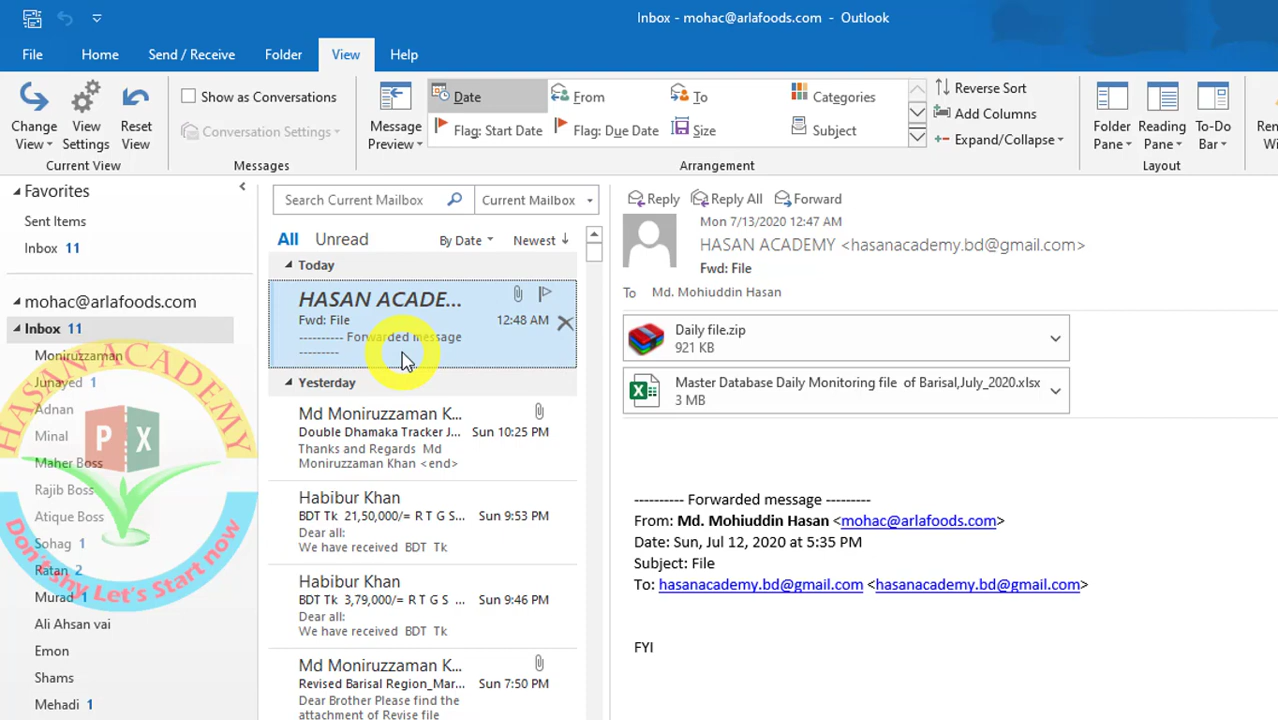 Inbox - mohac@arlafoods.com - Outlook
File Home Send / Receive Folder View Help
Change View View Settings Reset View
Current View
Show as Conversations
Conversation Settings
Messages
Message Preview
Date From To Categories
Flag: Start Date Flag: Due Date Size Subject
Reverse Sort
Add Columns
Expand/Collapse
Arrangement
Folder Pane Reading Pane To-Do Bar
Layout
Favorites
Sent Items
Inbox 11
mohac@arlafoods.com
Inbox 11
Moniruzzaman
Junayed 1
Adnan
Minal
Maher Boss
Rajib Boss
Atique Boss
Sohag 1
Ratan 2
Murad 1
Ali Ahsan vai
Emon
Shams
Mehadi 1
HASAN ACADEMY
P X
Don't shy Let's Start now
Search Current Mailbox Current Mailbox
All Unread By Date Newest ↓
Today
HASAN ACADE...
Fwd: File 12:48 AM
---------- Forwarded message
---------
Yesterday
Md Moniruzzaman K...
Double Dhamaka Tracker J... Sun 10:25 PM
Thanks and Regards Md
Moniruzzaman Khan <end>
Habibur Khan
BDT Tk 21,50,000/= R T G S ... Sun 9:53 PM
Dear all:
We have received BDT Tk
Habibur Khan
BDT Tk 3,79,000/= R T G S ... Sun 9:46 PM
Dear all:
We have received BDT Tk
Md Moniruzzaman K...
Revised Barisal Region_Mar... Sun 7:50 PM
Dear Brother Please find the
attachment of Revise file
Reply Reply All Forward
Mon 7/13/2020 12:47 AM
HASAN ACADEMY <hasanacademy.bd@gmail.com>
Fwd: File
To Md. Mohiuddin Hasan
Daily file.zip
921 KB
Master Database Daily Monitoring file of Barisal,July_2020.xlsx
3 MB
---------- Forwarded message ---------
From: Md. Mohiuddin Hasan <mohac@arlafoods.com>
Date: Sun, Jul 12, 2020 at 5:35 PM
Subject: File
To: hasanacademy.bd@gmail.com <hasanacademy.bd@gmail.com>
FYI